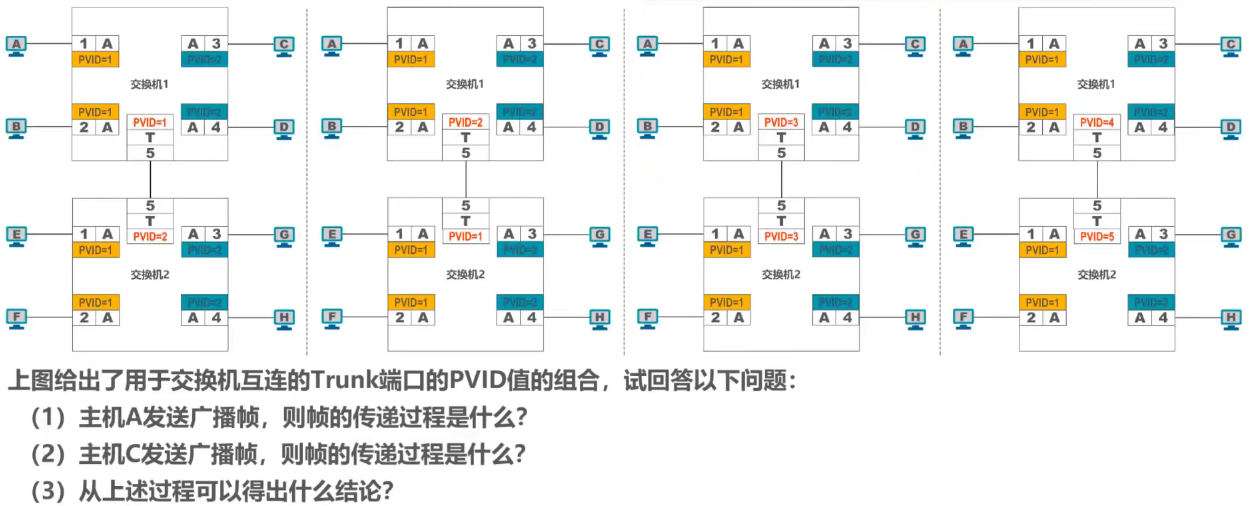 A 1 A A 3 C A 1 A A 3 C A 1 A A 3 C A 1 A A 3 C
PVID=1 PVID=2 PVID=1 PVID=2 PVID=1 PVID=2 PVID=1 PVID=2
交换机1 交换机1 交换机1 交换机1
PVID=1 PVID=2 PVID=1 PVID=2 PVID=1 PVID=2 PVID=1 PVID=2
B 2 A PVID=1 A 4 D B 2 A PVID=2 A 4 D B 2 A PVID=3 A 4 D B 2 A PVID=4 A 4 D
T T T T
5 5 5 5
5 5 5 5
T T T T
E 1 A PVID=2 A 3 G E 1 A PVID=1 A 3 G E 1 A PVID=3 A 3 G E 1 A PVID=5 A 3 G
PVID=1 PVID=2 PVID=1 PVID=2 PVID=1 PVID=2 PVID=1 PVID=2
交换机2 交换机2 交换机2 交换机2
PVID=1 PVID=2 PVID=1 PVID=2 PVID=1 PVID=2 PVID=1 PVID=2
F 2 A A 4 H F 2 A A 4 H F 2 A A 4 H F 2 A A 4 H
上图给出了用于交换机互连的Trunk端口的PVID值的组合，试回答以下问题：
（1）主机A发送广播帧，则帧的传递过程是什么？
（2）主机C发送广播帧，则帧的传递过程是什么？
（3）从上述过程可以得出什么结论？